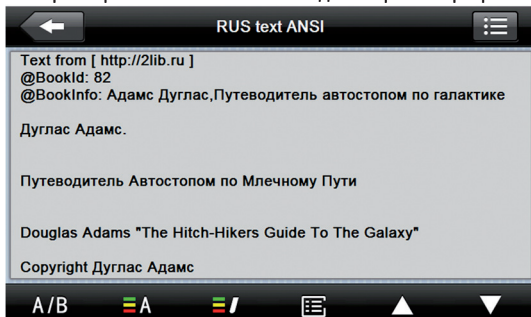 RUS text ANSI
Text from [ http://2lib.ru ]
@BookId: 82
@BookInfo: Адамс Дуглас,Путеводитель автостопом по галактике
Дуглас Адамс.
Путеводитель Автостопом по Млечному Пути
Douglas Adams "The Hitch-Hikers Guide To The Galaxy"
Copyright Дуглас Адамс
A/B
A